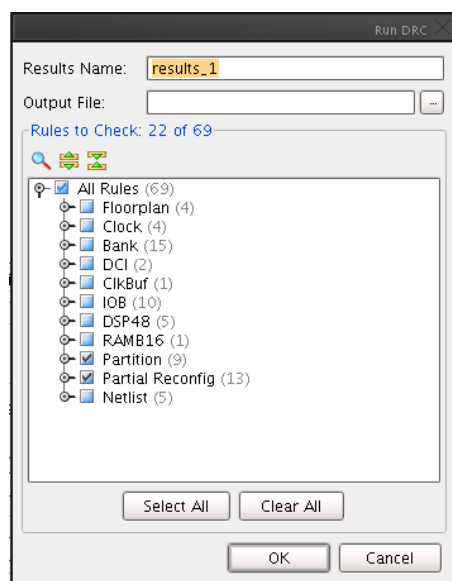 Run DRC
Results Name: results_1
Output File: ...
Rules to Check: 22 of 69
All Rules (69)
Floorplan (4)
Clock (4)
Bank (15)
DCI (2)
ClkBuf (1)
IOB (10)
DSP48 (5)
RAMB16 (1)
Partition (9)
Partial Reconfig (13)
Netlist (5)
Select All Clear All
OK Cancel